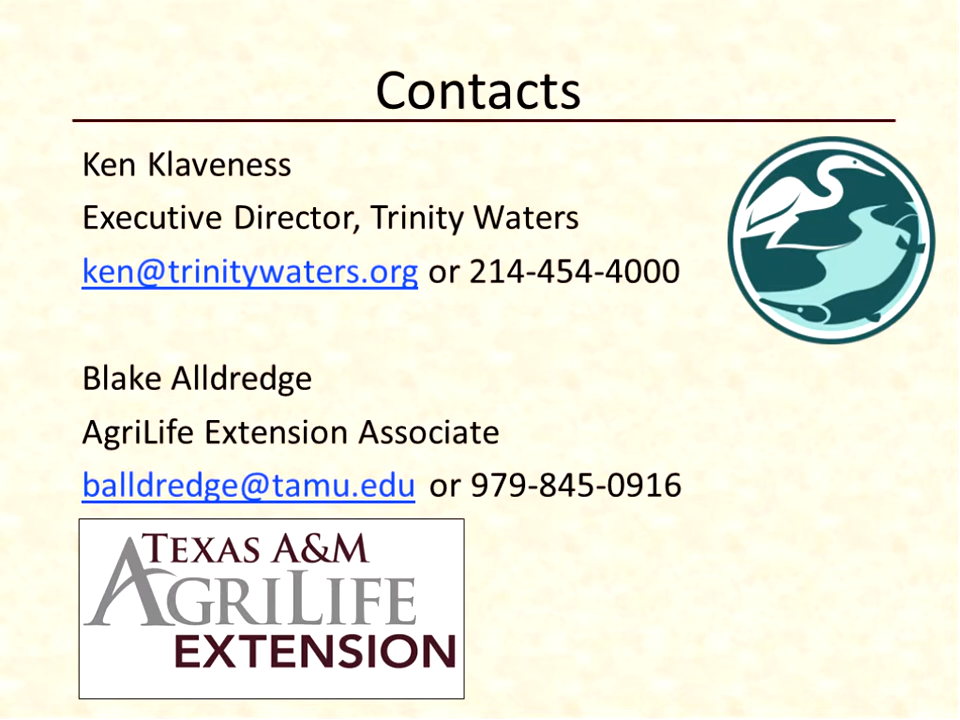 Contacts
Ken Klaveness
Executive Director, Trinity Waters
ken@trinitywaters.org or 214-454-4000
Blake Alldredge
AgriLife Extension Associate
balldredge@tamu.edu or 979-845-0916
TEXAS A&M
AGRILIFE
EXTENSION